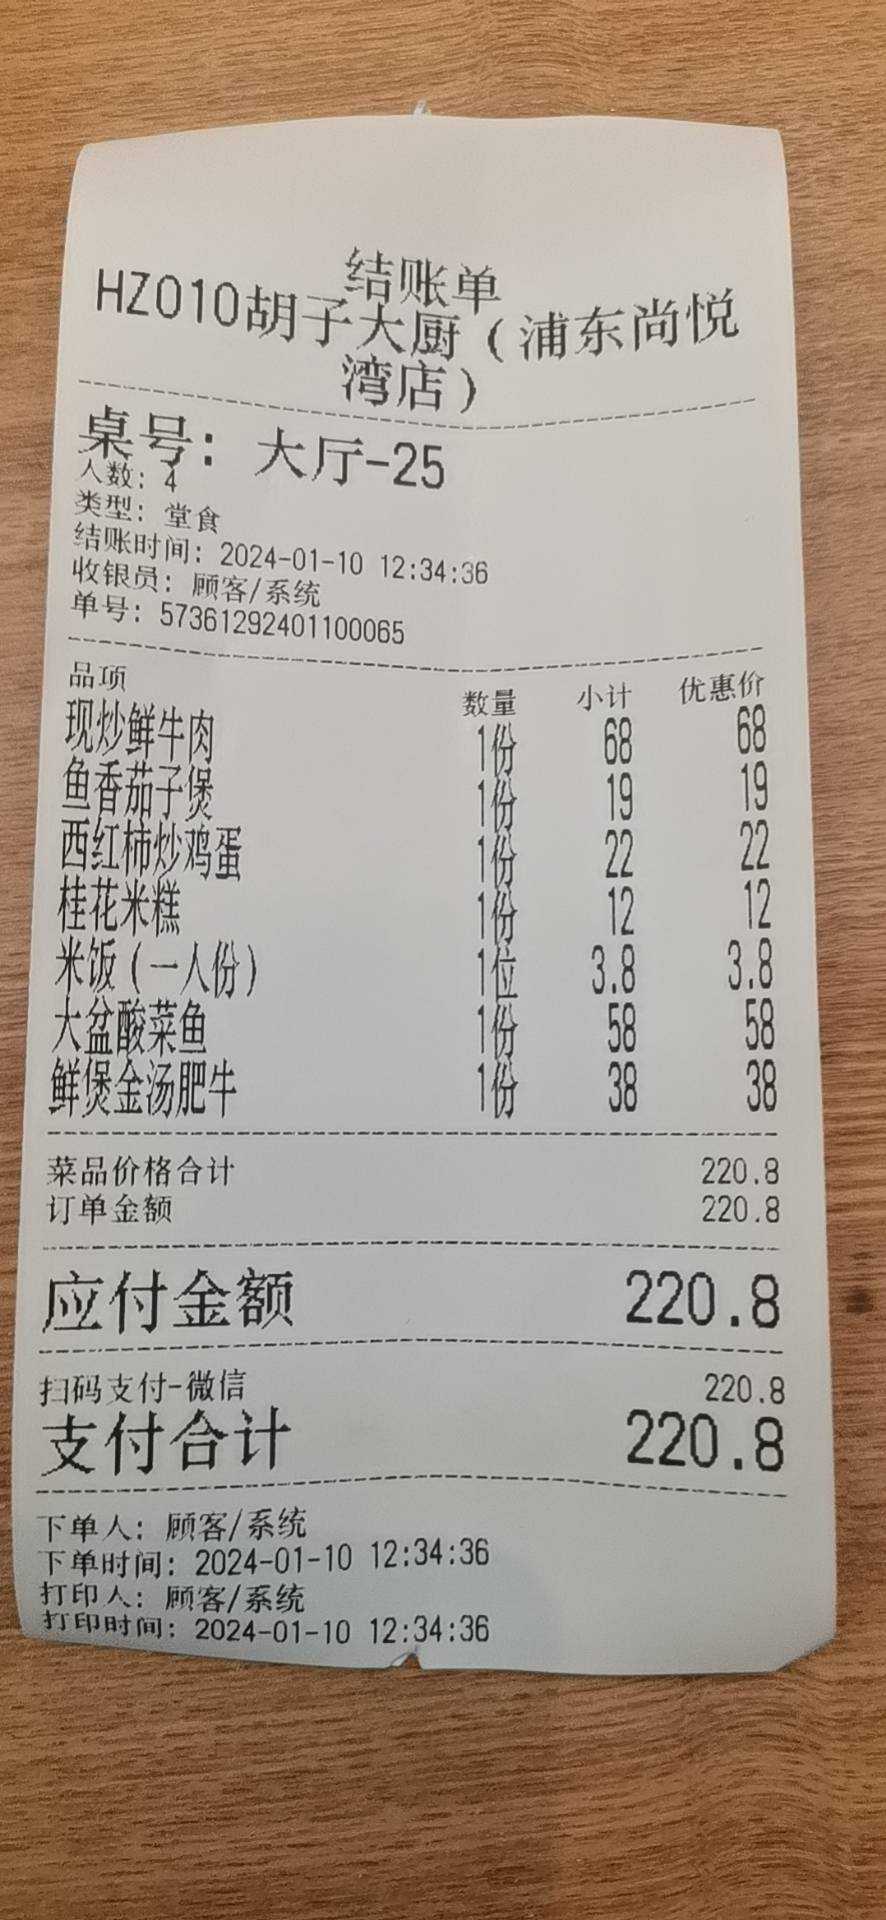 结账单
HZ010胡子大厨（浦东尚悦
湾店）
桌号：大厅-25
人数：4
类型：堂食
结账时间：2024-01-10 12:34:36
收银员：顾客/系统
单号：573612924011​00065
品项 数量 小计 优惠价
现炒鲜牛肉 1份 68 68
鱼香茄子煲 1份 19 19
西红柿炒鸡蛋 1份 22 22
桂花米糕 1份 12 12
米饭（一人份） 1位 3.8 3.8
大盆酸菜鱼 1份 58 58
鲜煲金汤肥牛 1份 38 38
菜品价格合计 220.8
订单金额 220.8
应付金额 220.8
扫码支付-微信 220.8
支付合计 220.8
下单人：顾客/系统
下单时间：2024-01-10 12:34:36
打印人：顾客/系统
打印时间：2024-01-10 12:34:36